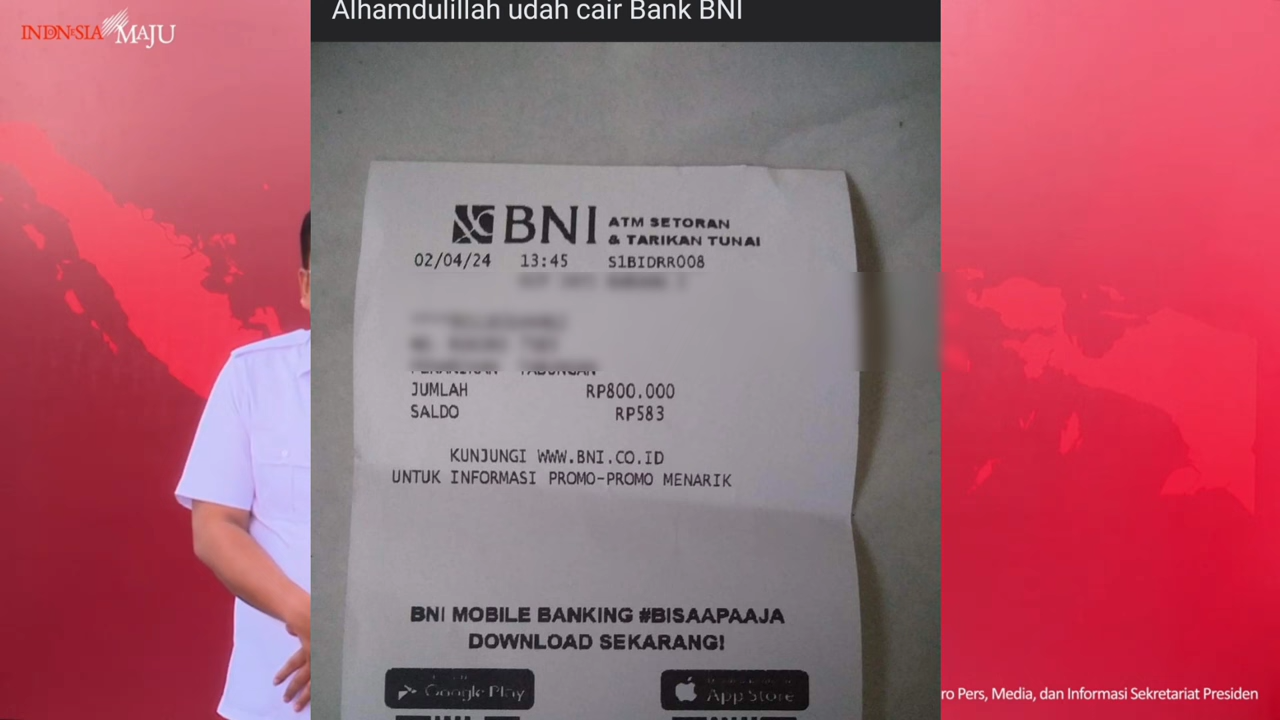 INDONESIA MAJU
Alhamdulillah udah cair Bank BNI
BNI ATM SETORAN
& TARIKAN TUNAI
02/04/24 13:45 S1BIDRR008
JUMLAH RP800.000
SALDO RP583
KUNJUNGI WWW.BNI.CO.ID
UNTUK INFORMASI PROMO-PROMO MENARIK
BNI MOBILE BANKING #BISAAPAAJA
DOWNLOAD SEKARANG!
Google Play App Store
Pers, Media, dan Informasi Sekretariat Presiden